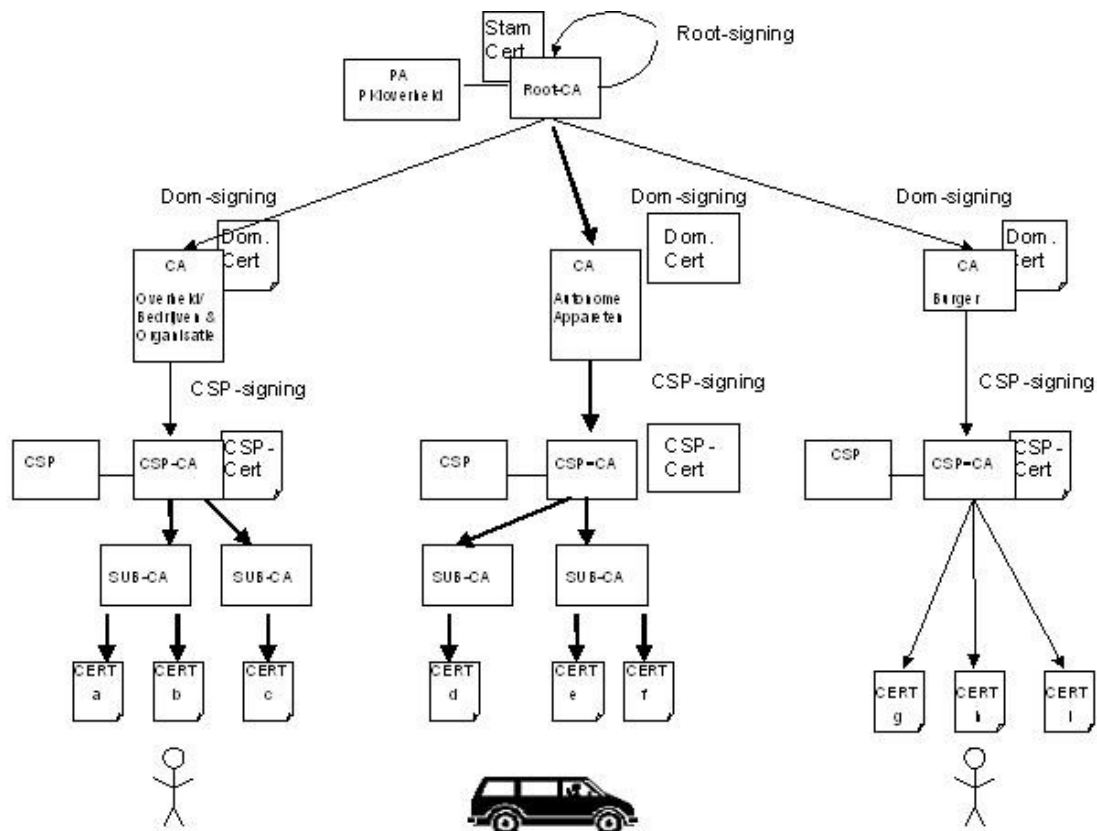 Stam
Cert
Root-signing
PA
PKIoverheid
Root-CA
Dom-signing
Dom-signing
Dom-signing
Dom.
Cert
Dom.
Cert
Dom.
Cert
CA
Overheid/
Bedrijven &
Organisatie
CA
Autonome
Apparaten
CA
Burger
CSP-signing
CSP-signing
CSP-signing
CSP
CSP-CA
CSP-
Cert
CSP
CSP=CA
CSP-
Cert
CSP
CSP=CA
CSP-
Cert
SUB-CA
SUB-CA
SUB-CA
SUB-CA
CERT
a
CERT
b
CERT
c
CERT
d
CERT
e
CERT
f
CERT
g
CERT
h
CERT
i